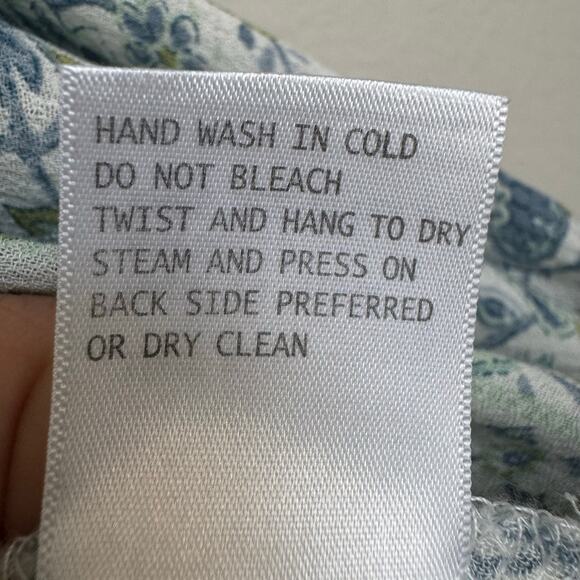 HAND WASH IN COLD
DO NOT BLEACH
TWIST AND HANG TO DRY
STEAM AND PRESS ON
BACK SIDE PREFERRED
OR DRY CLEAN